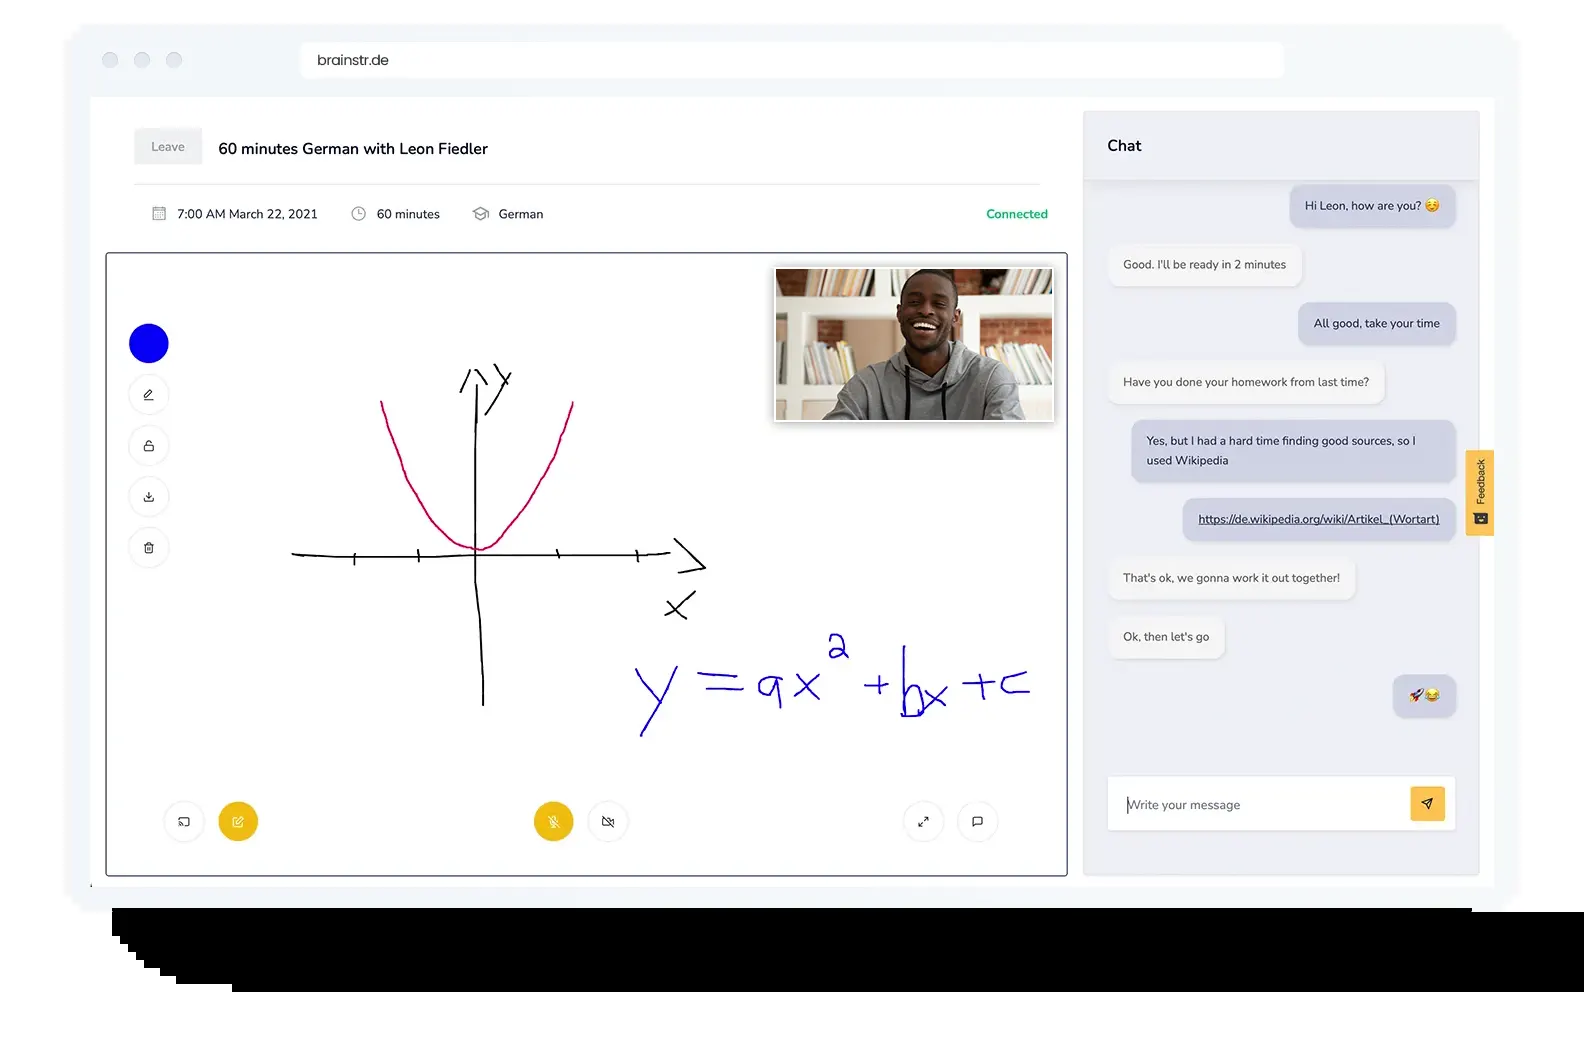 brainstr.de
Leave
60 minutes German with Leon Fiedler
7:00 AM March 22, 2021
60 minutes
German
Connected
y
x
y = ax² + bx + c
Chat
Hi Leon, how are you? ☺️
Good. I'll be ready in 2 minutes
All good, take your time
Have you done your homework from last time?
Yes, but I had a hard time finding good sources, so I
used Wikipedia
https://de.wikipedia.org/wiki/Artikel_(Wortart)
That's ok, we gonna work it out together!
Ok, then let's go
🚀😂
Write your message
Feedback